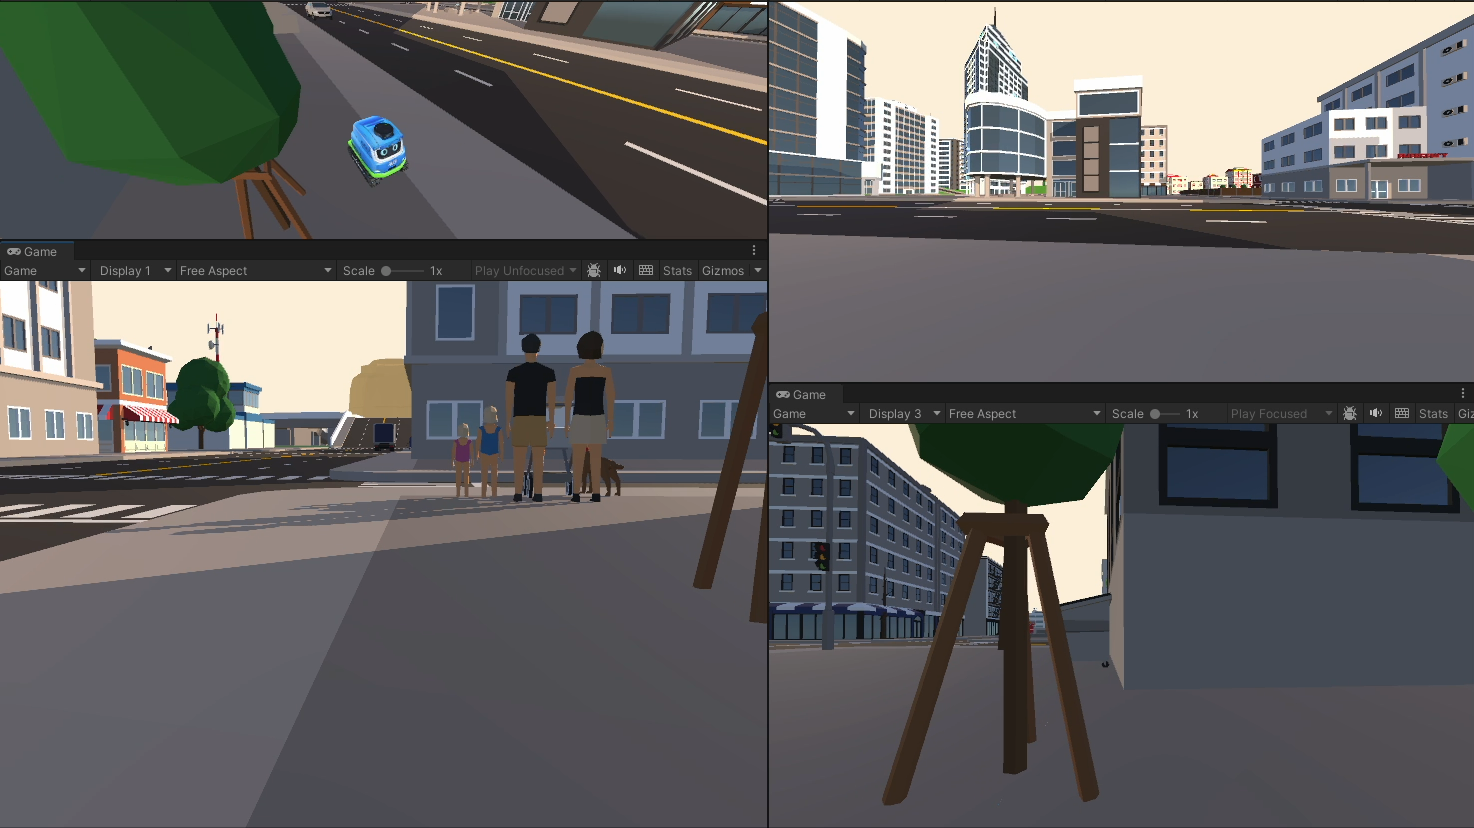 Game
Game Display 1 Free Aspect Scale 1x Play Unfocused Stats Gizmos
Game
Game Display 3 Free Aspect Scale 1x Play Focused Stats Giz